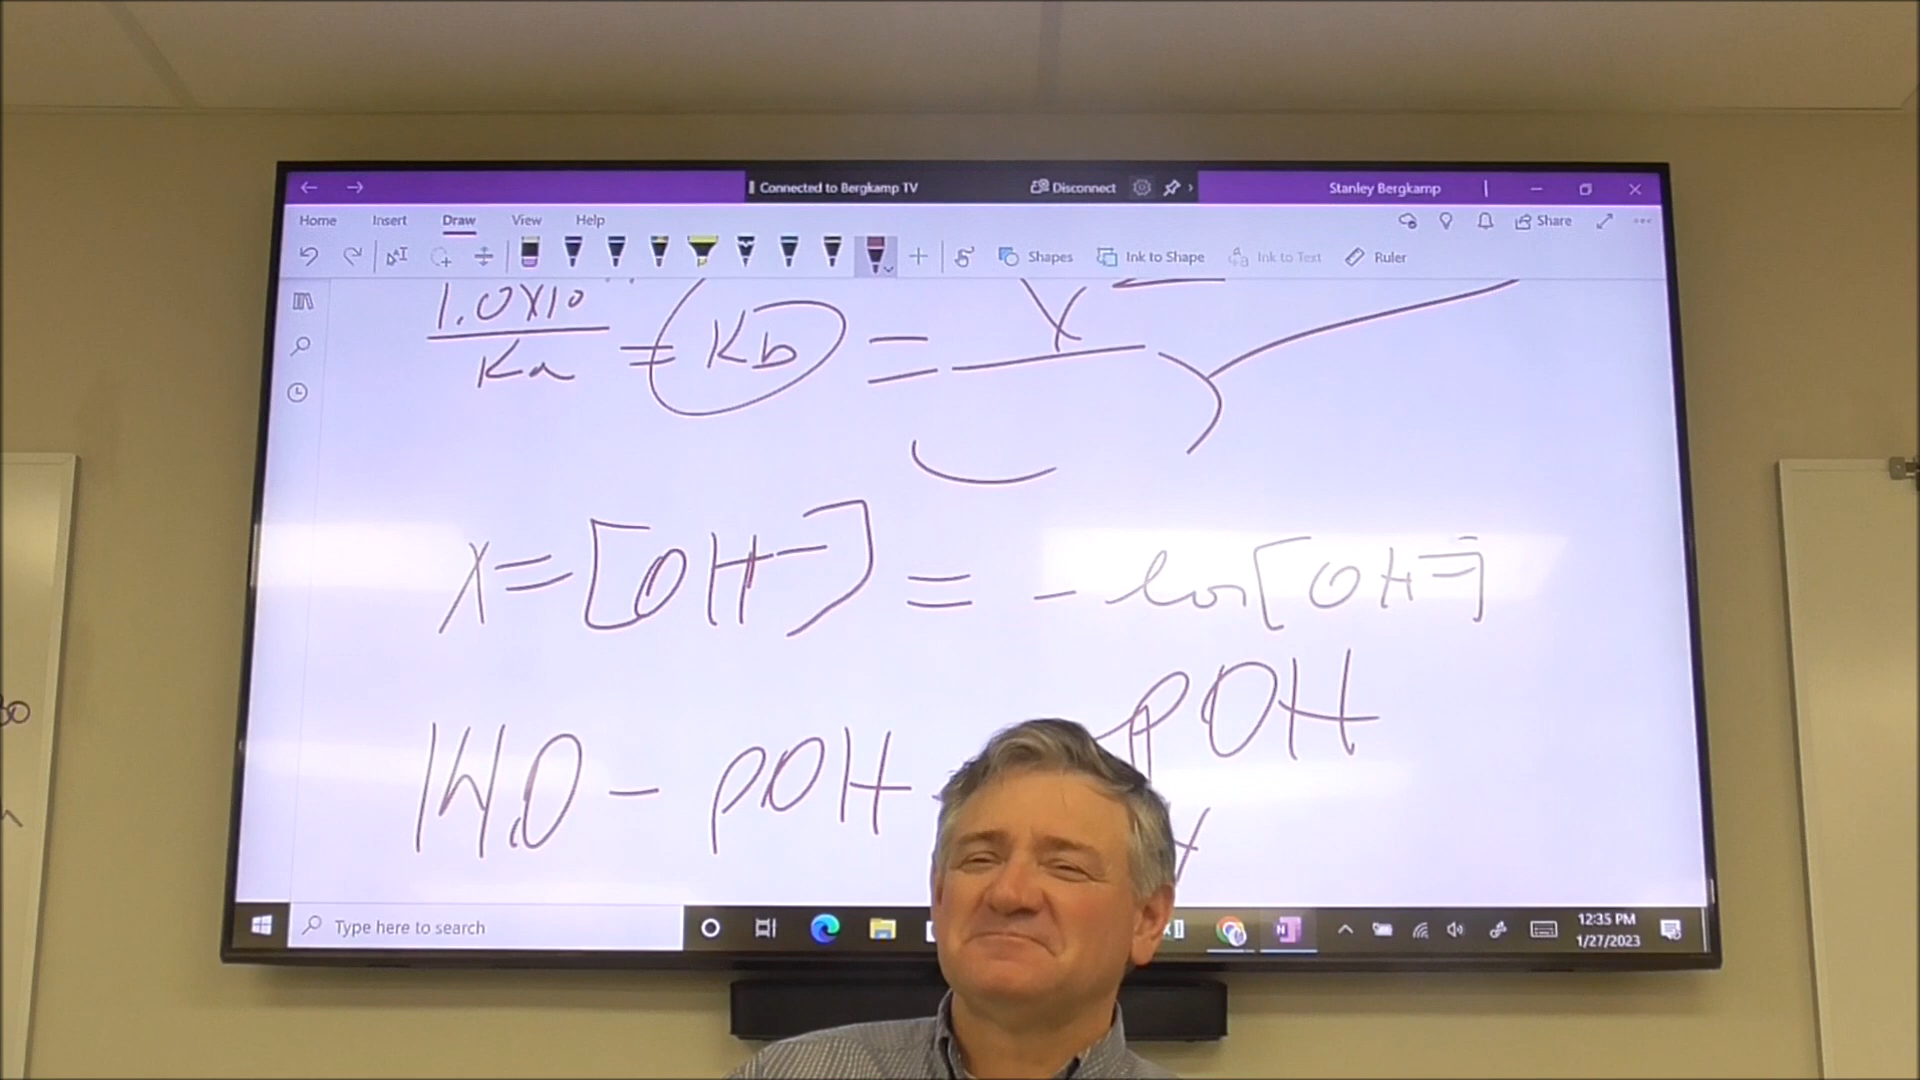 Connected to Bergkamp TV Disconnect Stanley Bergkamp
Home Insert Draw View Help Share
Shapes Ink to Shape Ink to Text Ruler
1.0X10
Ka = Kb = X
X=[OH-] = - log[OH-]
pOH
14.0 - pOH
Type here to search
12:35 PM
1/27/2023